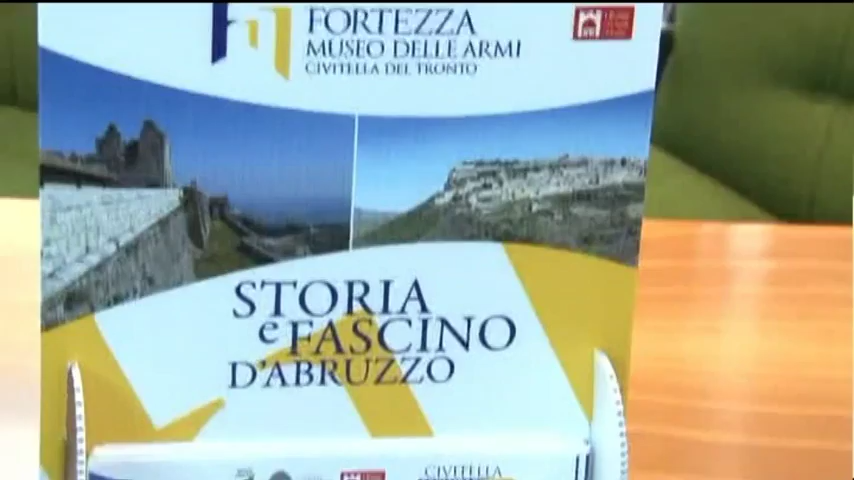 FORTEZZA
MUSEO DELLE ARMI
CIVITELLA DEL TRONTO
STORIA
e FASCINO
D'ABRUZZO
CIVITELLA